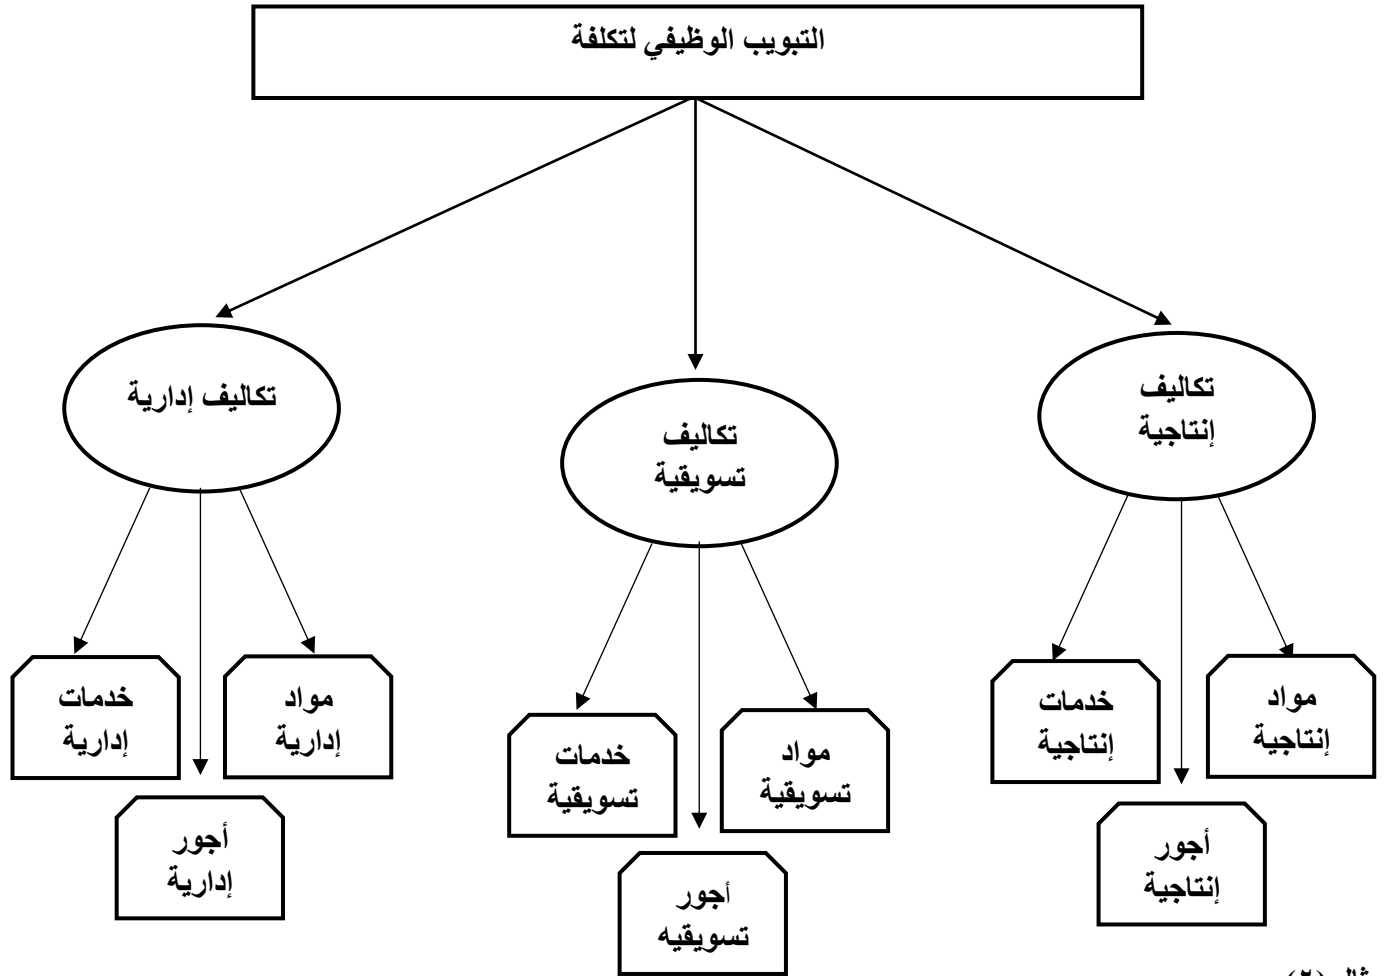 التبويب الوظيفي لتكلفة
تكاليف
إنتاجية
تكاليف
تسويقية
تكاليف إدارية
مواد
إنتاجية
خدمات
إنتاجية
أجور
إنتاجية
مواد
تسويقية
خدمات
تسويقية
أجور
تسويقيه
مواد
إدارية
خدمات
إدارية
أجور
إدارية